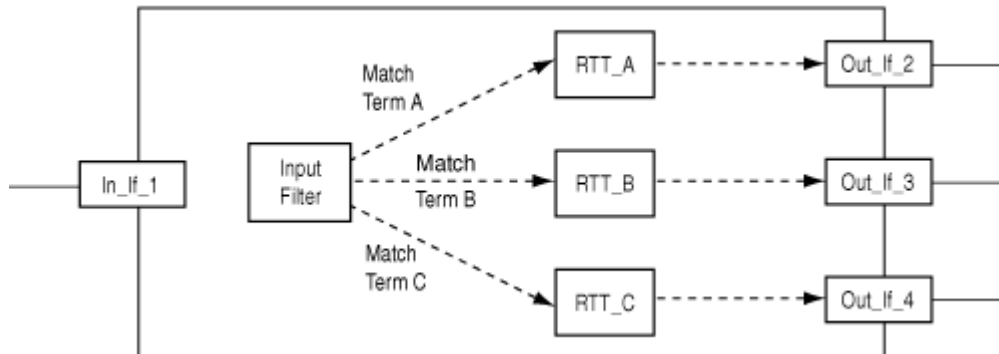 Match
Term A
RTT_A
Out_If_2
In_If_1
Input
Filter
Match
Term B
RTT_B
Out_If_3
Match
Term C
RTT_C
Out_If_4